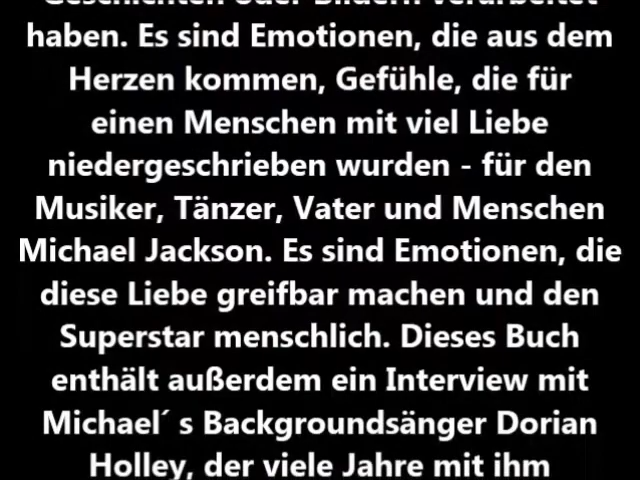 Geschichten oder Bildern verarbeitet
haben. Es sind Emotionen, die aus dem
Herzen kommen, Gefühle, die für
einen Menschen mit viel Liebe
niedergeschrieben wurden - für den
Musiker, Tänzer, Vater und Menschen
Michael Jackson. Es sind Emotionen, die
diese Liebe greifbar machen und den
Superstar menschlich. Dieses Buch
enthält außerdem ein Interview mit
Michael´ s Backgroundsänger Dorian
Holley, der viele Jahre mit ihm